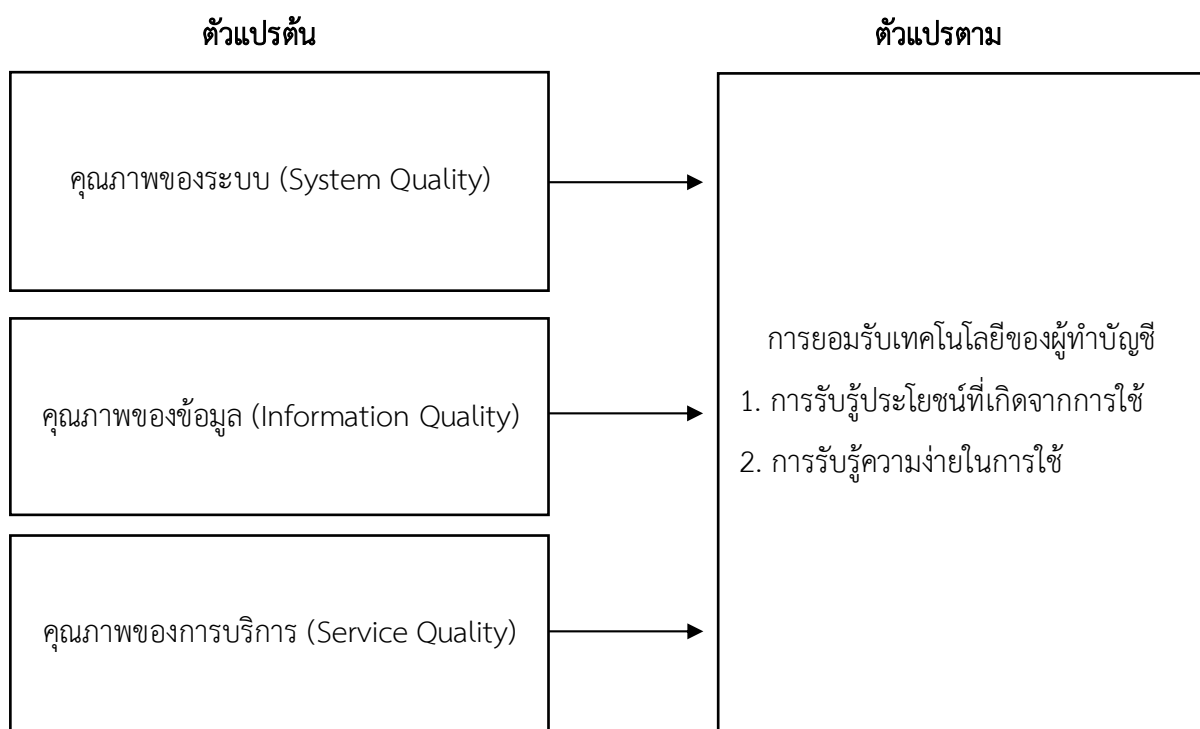 ตัวแปรต้น
ตัวแปรตาม
คุณภาพของระบบ (System Quality)
คุณภาพของข้อมูล (Information Quality)
คุณภาพของการบริการ (Service Quality)
การยอมรับเทคโนโลยีของผู้ทำบัญชี
1. การรับรู้ประโยชน์ที่เกิดจากการใช้
2. การรับรู้ความง่ายในการใช้